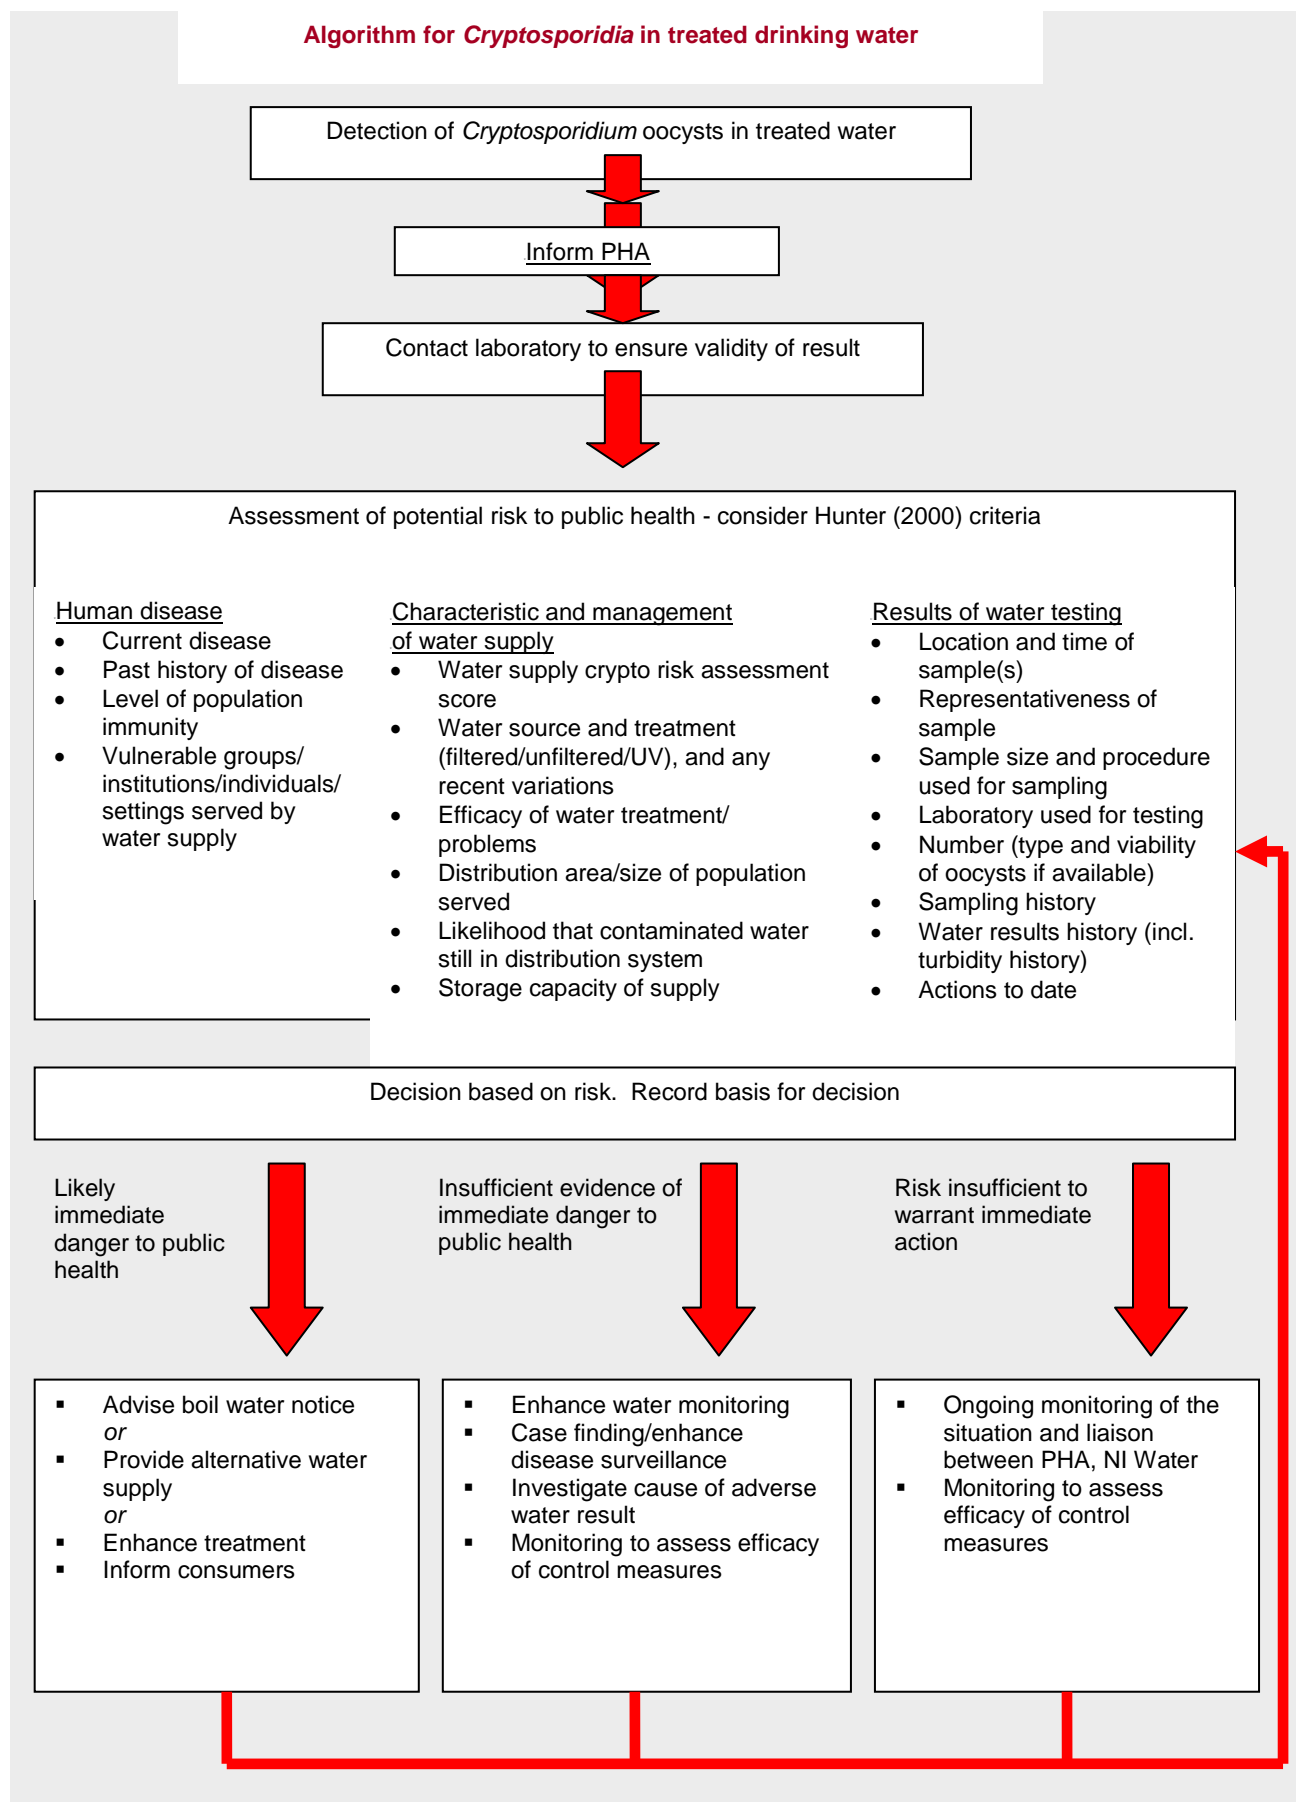 Algorithm for Cryptosporidia in treated drinking water
Detection of Cryptosporidium oocysts in treated water
Inform PHA
Contact laboratory to ensure validity of result
Assessment of potential risk to public health - consider Hunter (2000) criteria
Human disease
• Current disease
• Past history of disease
• Level of population
immunity
• Vulnerable groups/
institutions/individuals/
settings served by
water supply
Characteristic and management
of water supply
• Water supply crypto risk assessment
score
• Water source and treatment
(filtered/unfiltered/UV), and any
recent variations
• Efficacy of water treatment/
problems
• Distribution area/size of population
served
• Likelihood that contaminated water
still in distribution system
• Storage capacity of supply
Results of water testing
• Location and time of
sample(s)
• Representativeness of
sample
• Sample size and procedure
used for sampling
• Laboratory used for testing
• Number (type and viability
of oocysts if available)
• Sampling history
• Water results history (incl.
turbidity history)
• Actions to date
Decision based on risk.  Record basis for decision
Likely
immediate
danger to public
health
Insufficient evidence of
immediate danger to
public health
Risk insufficient to
warrant immediate
action
▪ Advise boil water notice
or
▪ Provide alternative water
supply
or
▪ Enhance treatment
▪ Inform consumers
▪ Enhance water monitoring
▪ Case finding/enhance
disease surveillance
▪ Investigate cause of adverse
water result
▪ Monitoring to assess efficacy
of control measures
▪ Ongoing monitoring of the
situation and liaison
between PHA, NI Water
▪ Monitoring to assess
efficacy of control
measures